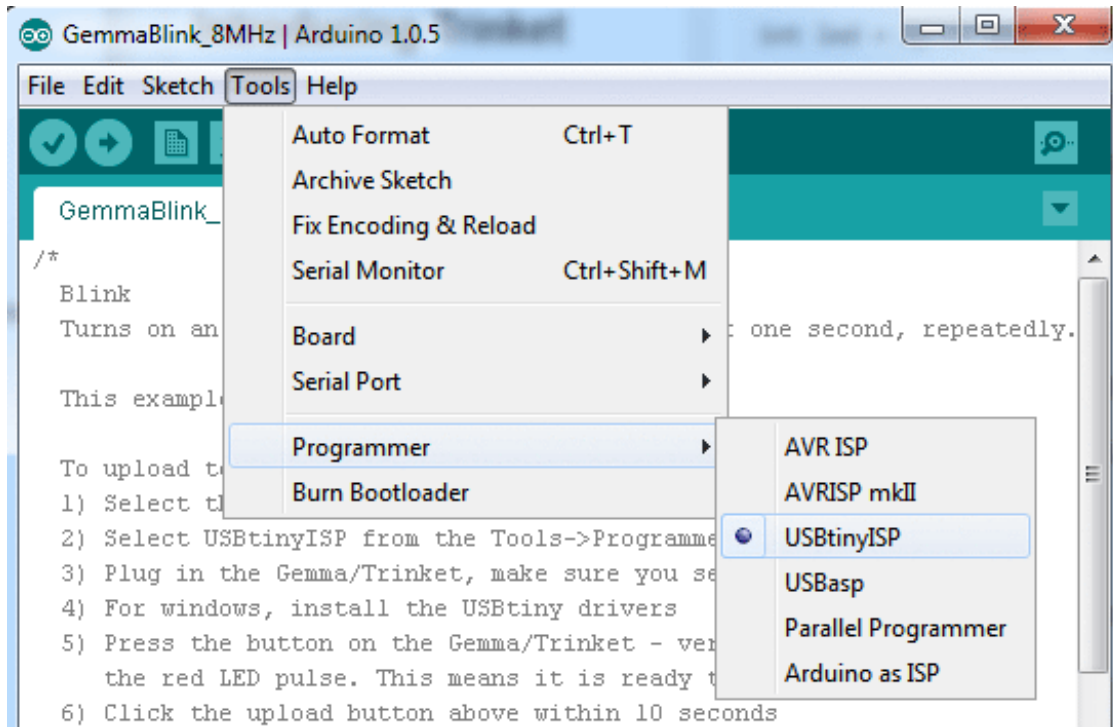 GemmaBlink_8MHz | Arduino 1.0.5
File Edit Sketch Tools Help
Auto Format Ctrl+T
Archive Sketch
GemmaBlink_
Fix Encoding & Reload
/*
Serial Monitor Ctrl+Shift+M
Blink
Turns on an one second, repeatedly.
Board
Serial Port
This exampl
Programmer
AVR ISP
To upload t
Burn Bootloader
AVRISP mkII
1) Select t
2) Select USBtinyISP from the Tools->Programme
USBtinyISP
3) Plug in the Gemma/Trinket, make sure you se
USBasp
4) For windows, install the USBtiny drivers
Parallel Programmer
5) Press the button on the Gemma/Trinket - ver
the red LED pulse. This means it is ready t
Arduino as ISP
6) Click the upload button above within 10 seconds